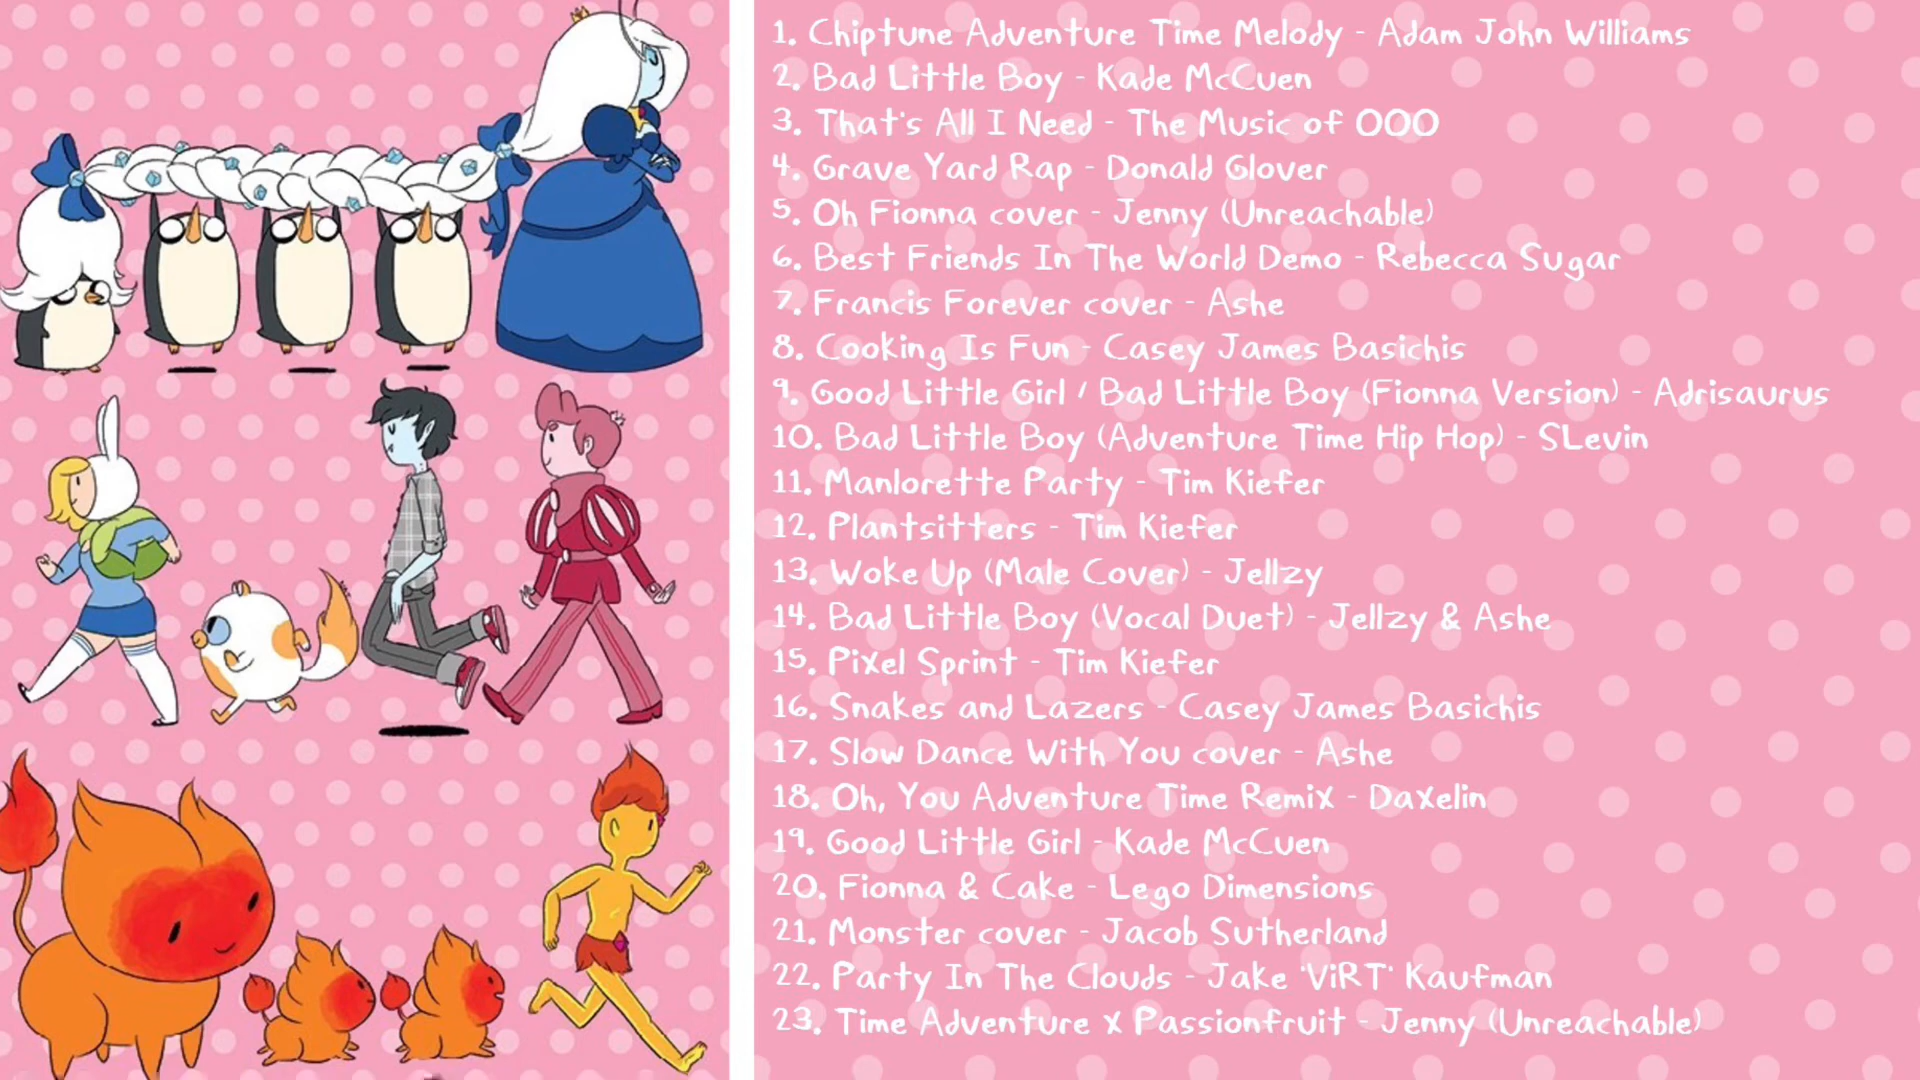 1. Chiptune Adventure Time Melody - Adam John Williams
2. Bad Little Boy - Kade McCuen
3. That's All I Need - The Music of OOO
4. Grave Yard Rap - Donald Glover
5. Oh Fionna cover - Jenny (Unreachable)
6. Best Friends In The World Demo - Rebecca Sugar
7. Francis Forever cover - Ashe
8. Cooking Is Fun - Casey James Basichis
9. Good Little Girl / Bad Little Boy (Fionna Version) - Adrisaurus
10. Bad Little Boy (Adventure Time Hip Hop) - SLevin
11. Manlorette Party - Tim Kiefer
12. Plantsitters - Tim Kiefer
13. Woke Up (Male Cover) - Jellzy
14. Bad Little Boy (Vocal Duet) - Jellzy & Ashe
15. Pixel Sprint - Tim Kiefer
16. Snakes and Lazers - Casey James Basichis
17. Slow Dance With You cover - Ashe
18. Oh, You Adventure Time Remix - Daxelin
19. Good Little Girl - Kade McCuen
20. Fionna & Cake - Lego Dimensions
21. Monster cover - Jacob Sutherland
22. Party In The Clouds - Jake 'ViRT' Kaufman
23. Time Adventure x Passionfruit - Jenny (Unreachable)